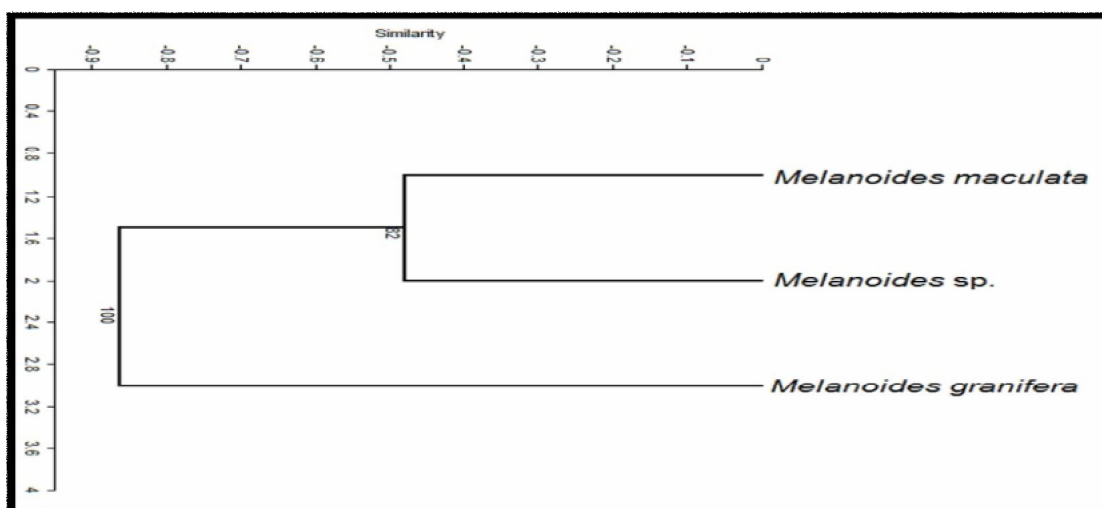 Similarity
-0.9 -0.8 -0.7 -0.6 -0.5 -0.4 -0.3 -0.2 -0.1 0
0
0.4
0.8
1.2
1.6
2
2.4
2.8
3.2
3.6
4
Melanoides maculata
82
Melanoides sp.
100
Melanoides granifera